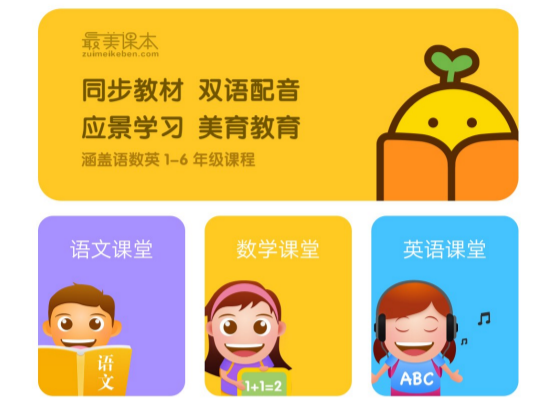 最美课本
zuimeikeben.com
同步教材 双语配音
应景学习 美育教育
涵盖语数英1-6年级课程
语文课堂
数学课堂
英语课堂
语文
1+1=2
ABC